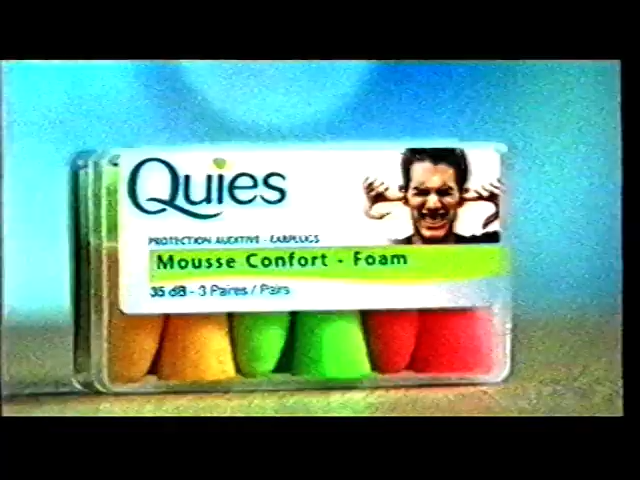 Quies
PROTECTION AUDITIVE - EARPLUGS
Mousse Confort - Foam
35 dB - 3 Paires / Pairs